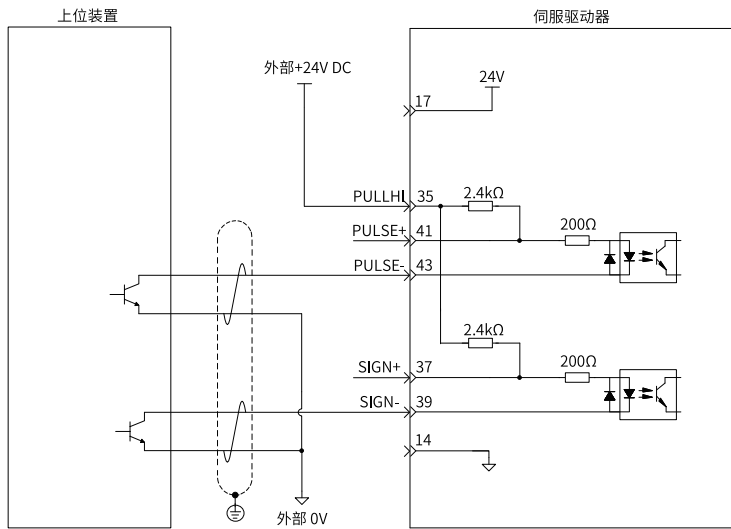 上位装置
伺服驱动器
外部+24V DC
24V
17
PULLHI
35
2.4kΩ
PULSE+
41
200Ω
PULSE-
43
2.4kΩ
SIGN+
37
200Ω
SIGN-
39
14
外部 0V